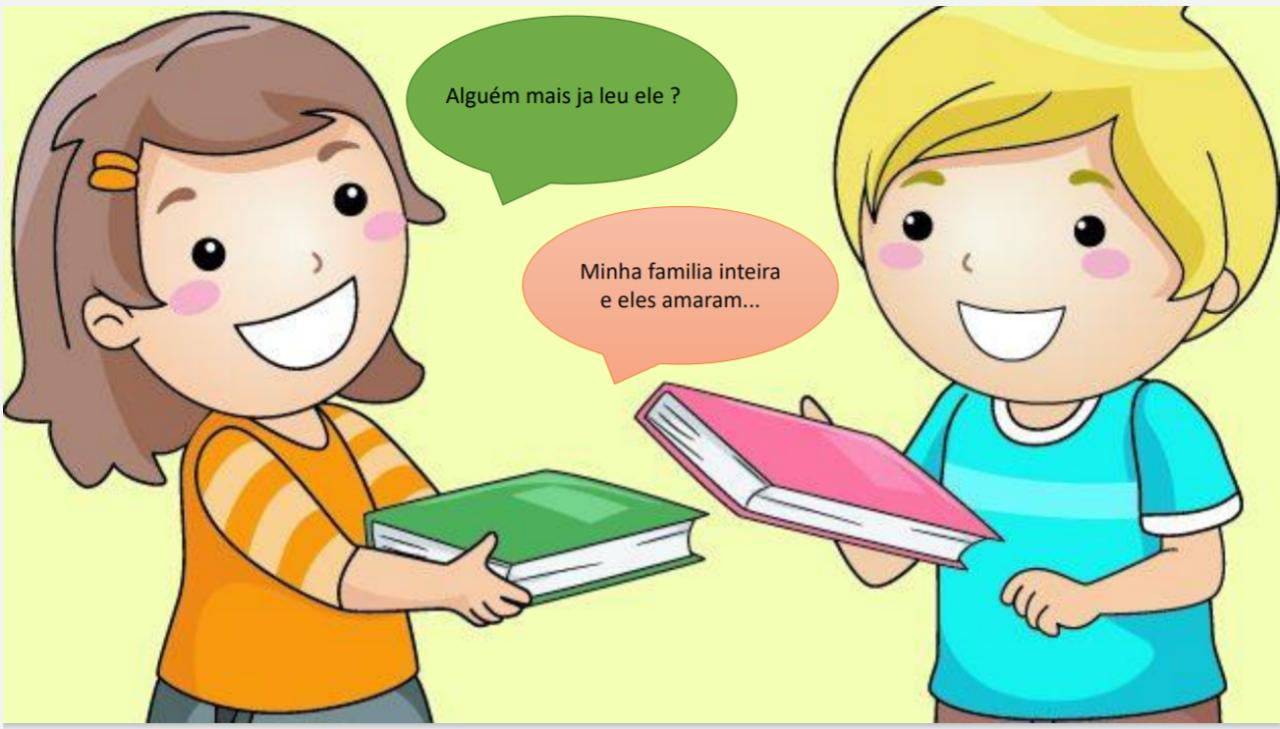 Alguém mais ja leu ele ?
Minha familia inteira
e eles amaram...